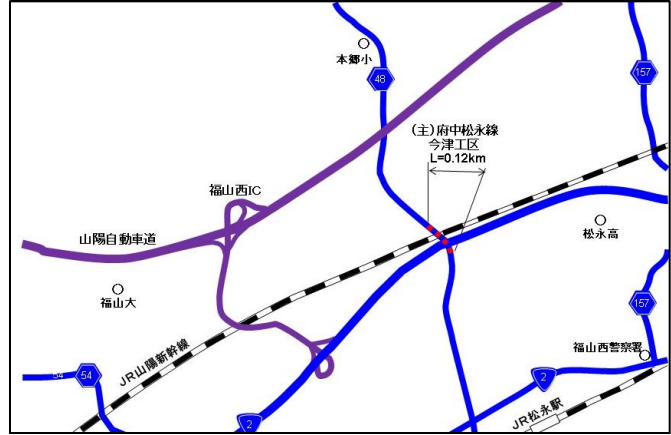 本郷小
48
157
(主)府中松永線
今津工区
L=0.12km
福山西IC
山陽自動車道
松永高
福山大
157
福山西警察署
JR山陽新幹線
54
54
2
2
JR松永駅